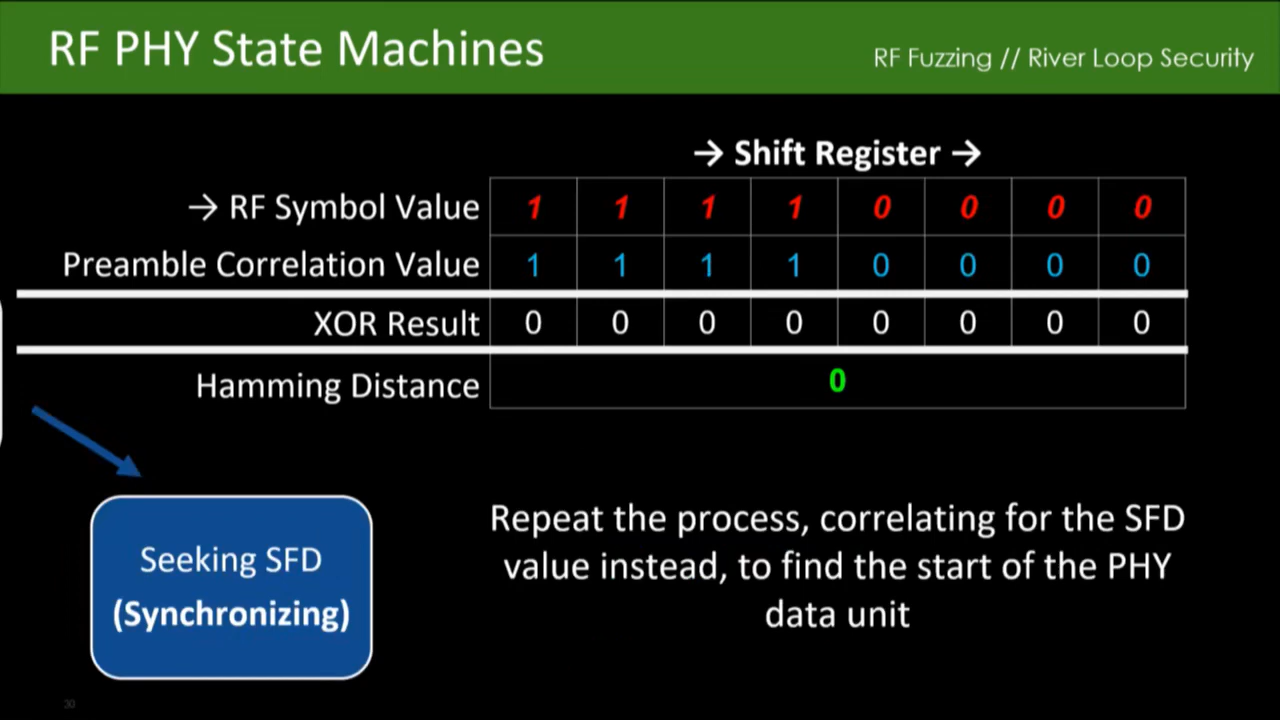 RF PHY State Machines
RF Fuzzing // River Loop Security
→ Shift Register →
→ RF Symbol Value 1 1 1 1 0 0 0 0
Preamble Correlation Value 1 1 1 1 0 0 0 0
XOR Result 0 0 0 0 0 0 0 0
Hamming Distance 0
Seeking SFD
(Synchronizing)
Repeat the process, correlating for the SFD
value instead, to find the start of the PHY
data unit
20